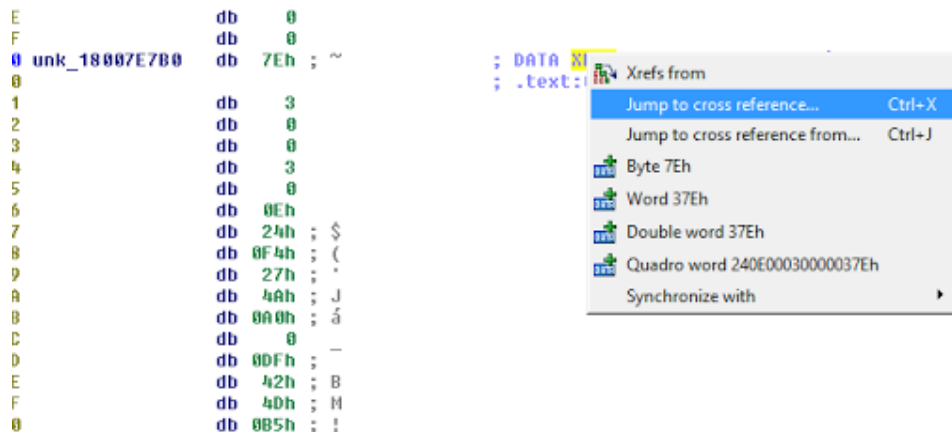 E db 0
F db 0
0 unk_18007E7B0 db 7Eh ; ~ ; DATA
0 ; .text:
1 db 3
2 db 0
3 db 0
4 db 3
5 db 0
6 db 0Eh
7 db 24h ; $
8 db 0F4h ; (
9 db 27h ; '
A db 4Ah ; J
B db 0A0h ; á
C db 0
D db 0DFh ; _
E db 42h ; B
F db 4Dh ; M
0 db 0B5h ; ¦
Xrefs from
Jump to cross reference... Ctrl+X
Jump to cross reference from... Ctrl+J
Byte 7Eh
Word 37Eh
Double word 37Eh
Quadro word 240E00030000037Eh
Synchronize with